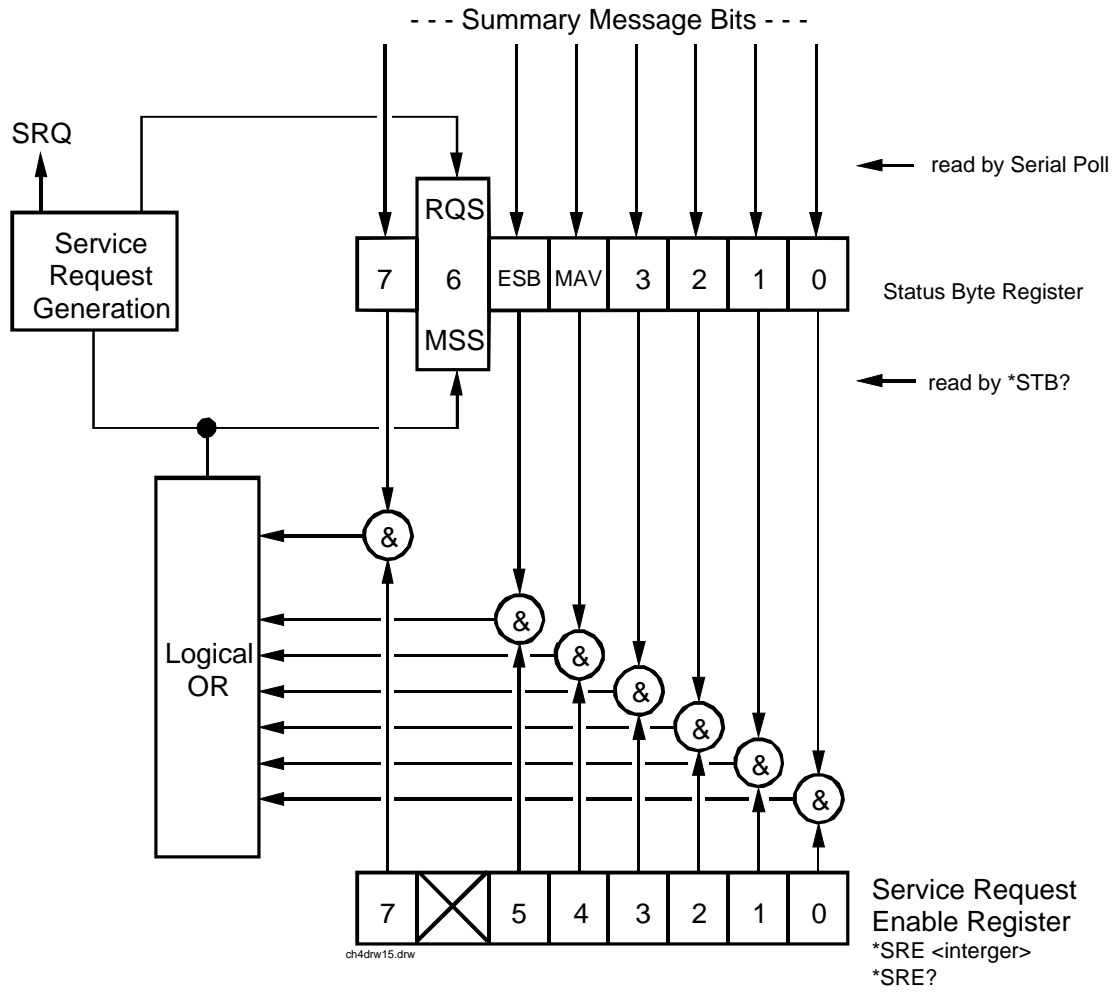 - - - Summary Message Bits - - -
SRQ
read by Serial Poll
RQS
Service
Request
Generation
7 6 ESB MAV 3 2 1 0
Status Byte Register
MSS
read by *STB?
&
&
&
&
&
&
&
Logical
OR
7 5 4 3 2 1 0
Service Request
Enable Register
*SRE <interger>
*SRE?
ch4drw15.drw